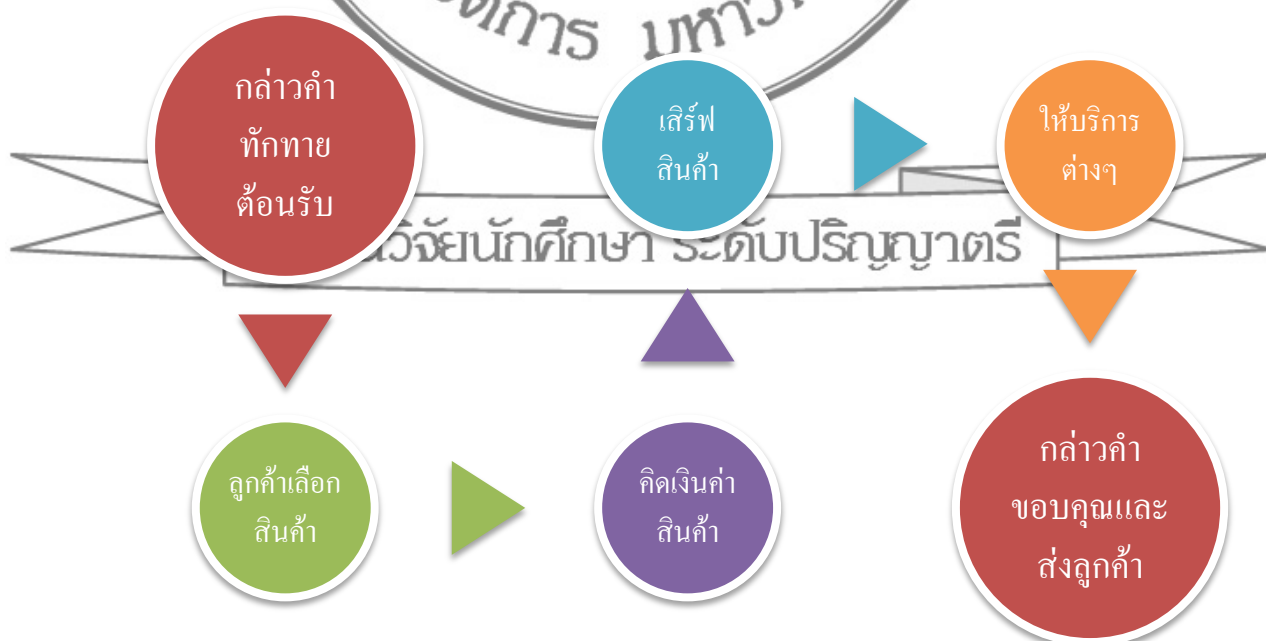 กล่าวคำ
ทักทาย
ต้อนรับ
ลูกค้าเลือก
สินค้า
คิดเงินค่า
สินค้า
เสิร์ฟ
สินค้า
ให้บริการ
ต่างๆ
กล่าวคำ
ขอบคุณและ
ส่งลูกค้า
นักศึกษา ระดับปริญญาตรี